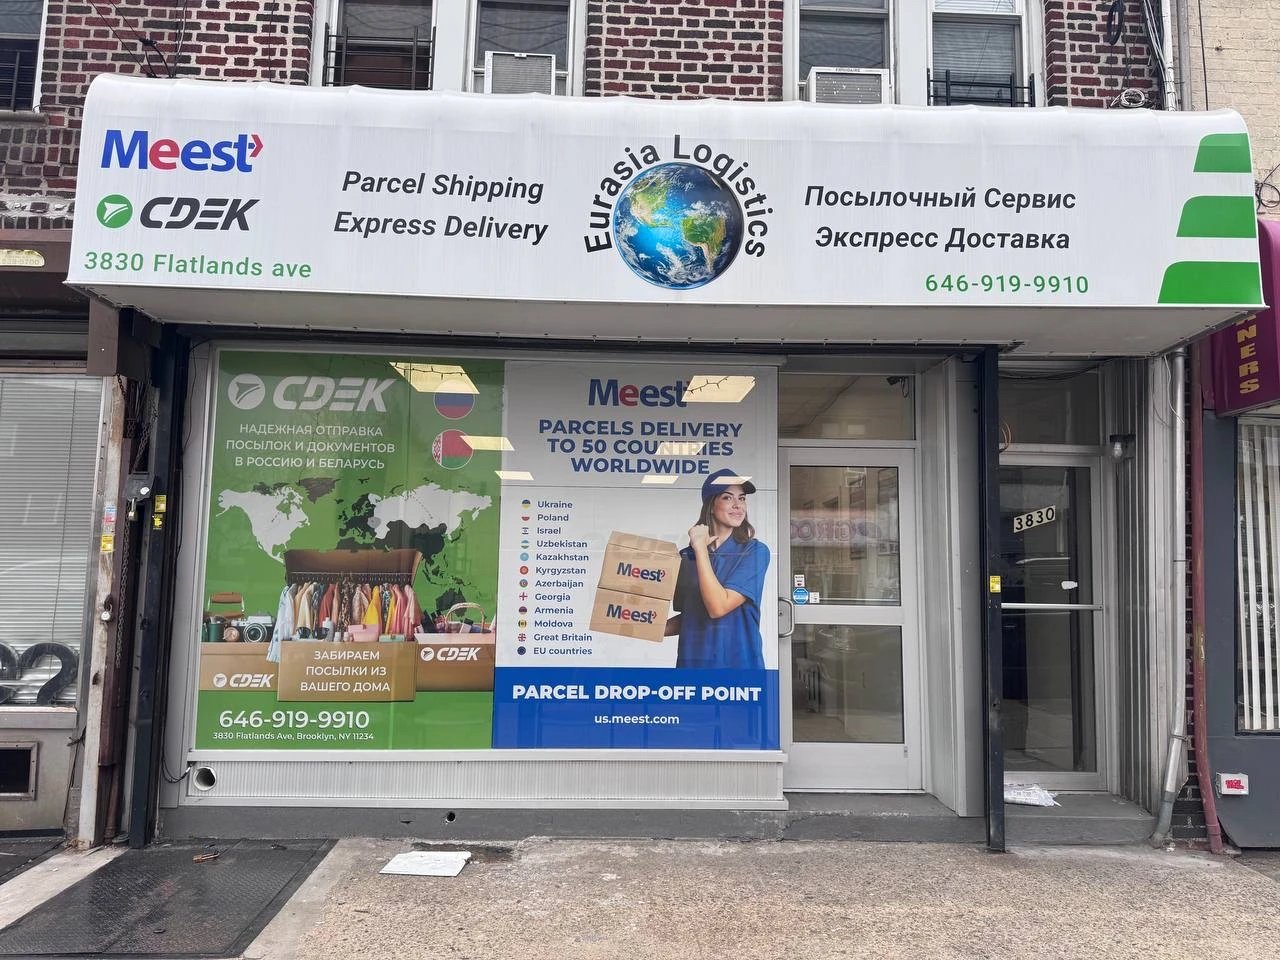 Meest
CDEK
3830 Flatlands ave
Parcel Shipping
Express Delivery
Eurasia Logistics
Посылочный Сервис
Экспресс Доставка
646-919-9910
CDEK
НАДЕЖНАЯ ОТПРАВКА
ПОСЫЛОК И ДОКУМЕНТОВ
В РОССИЮ И БЕЛАРУСЬ
CDEK
ЗАБИРАЕМ
ПОСЫЛКИ ИЗ
ВАШЕГО ДОМА
CDEK
646-919-9910
3830 Flatlands Ave, Brooklyn, NY 11234
Meest
PARCELS DELIVERY
TO 50 COUNTRIES
WORLDWIDE
Ukraine
Poland
Israel
Uzbekistan
Kazakhstan
Kyrgyzstan
Azerbaijan
Georgia
Armenia
Moldova
Great Britain
EU countries
Meest
Meest
PARCEL DROP-OFF POINT
us.meest.com
3830
NERS
22